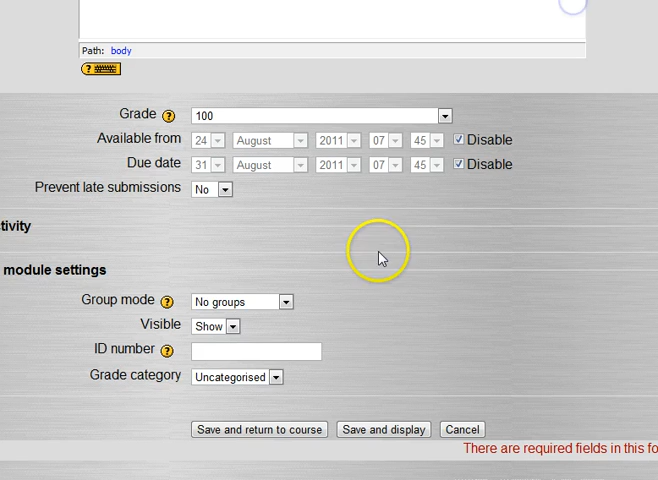 Path: body
Grade 100
Available from 24 August 2011 07 45 Disable
Due date 31 August 2011 07 45 Disable
Prevent late submissions No
tivity
module settings
Group mode No groups
Visible Show
ID number
Grade category Uncategorised
Save and return to course Save and display Cancel
There are required fields in this fo